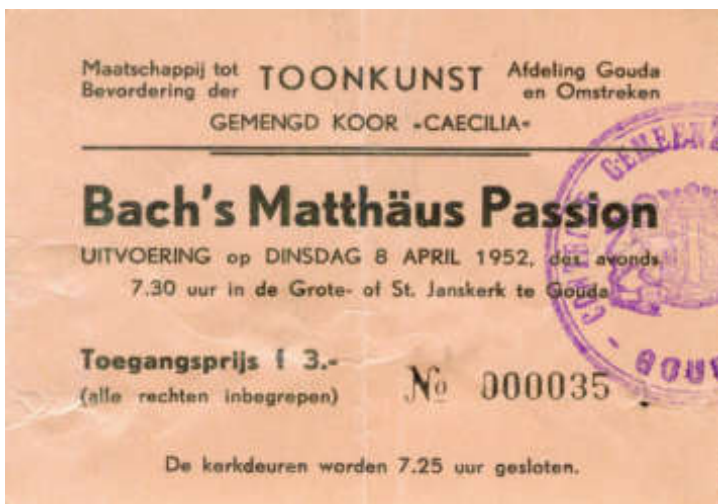 Maatschappij tot Bevordering der TOONKUNST Afdeling Gouda en Omstreken
GEMENGD KOOR «CAECILIA»
Bach's Matthäus Passion
UITVOERING op DINSDAG 8 APRIL 1952, des avonds
7.30 uur in de Grote- of St. Janskerk te Gouda
Toegangsprijs f 3.-
(alle rechten inbegrepen)
No 000035
De kerkdeuren worden 7.25 uur gesloten.